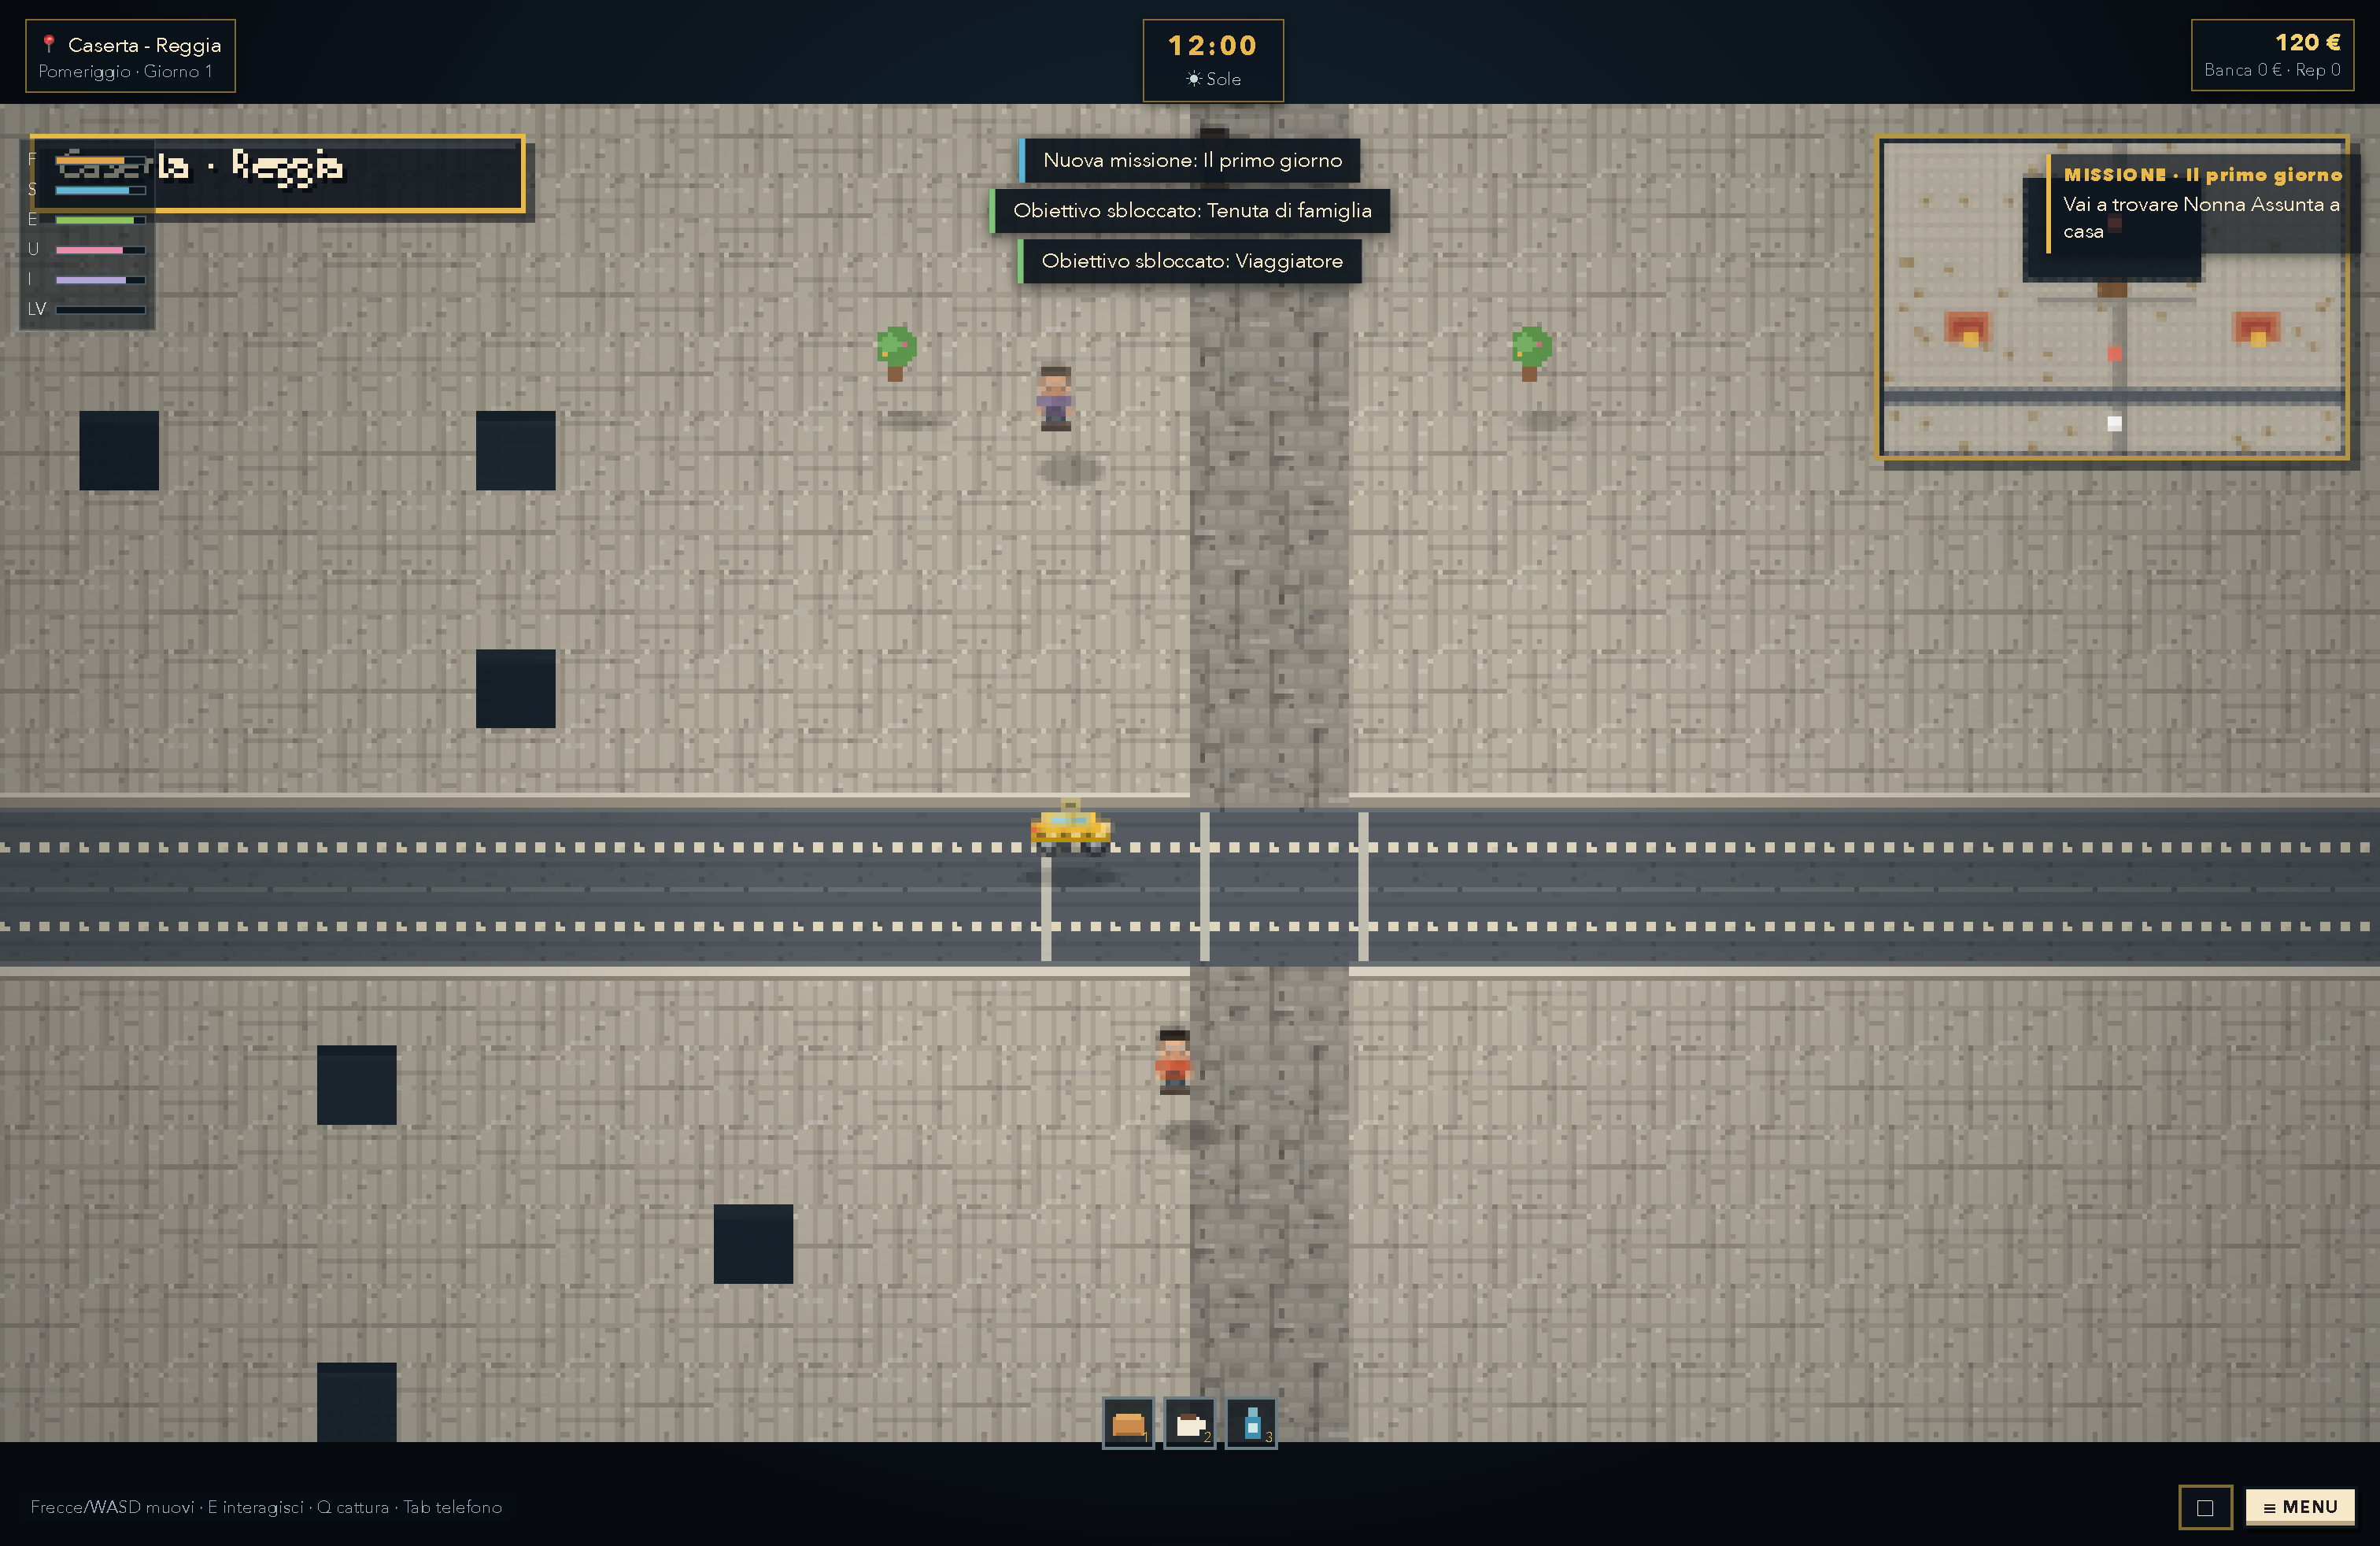 Caserta - Reggia
Pomeriggio · Giorno 1
12:00
☀ Sole
120 €
Banca 0 € · Rep 0
la · Reggia
F
S
E
U
I
LV
Nuova missione: Il primo giorno
Obiettivo sbloccato: Tenuta di famiglia
Obiettivo sbloccato: Viaggiatore
MISSIONE · Il primo giorno
Vai a trovare Nonna Assunta a
casa
1
2
3
Frecce/WASD muovi · E interagisci · Q cattura · Tab telefono
≡ MENU